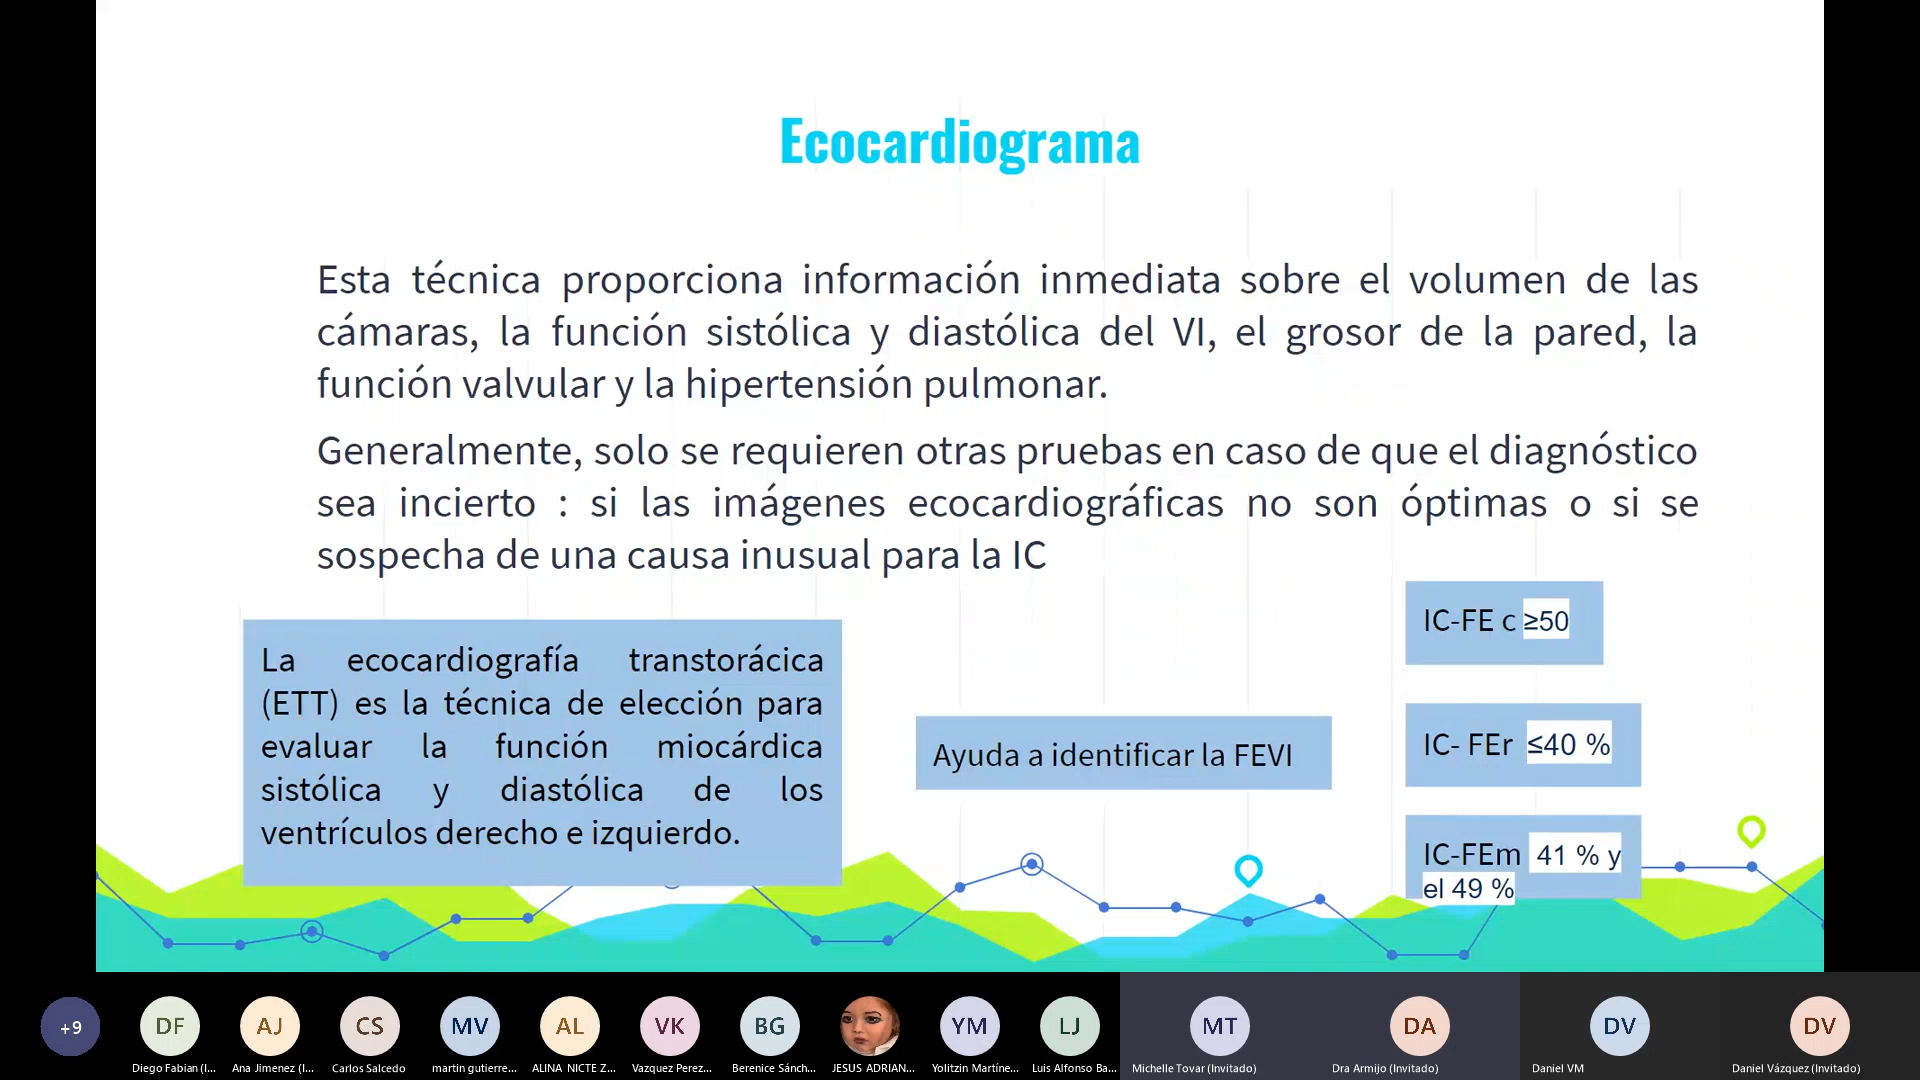 Ecocardiograma
Esta técnica proporciona información inmediata sobre el volumen de las
cámaras, la función sistólica y diastólica del VI, el grosor de la pared, la
función valvular y la hipertensión pulmonar.
Generalmente, solo se requieren otras pruebas en caso de que el diagnóstico
sea incierto : si las imágenes ecocardiográficas no son óptimas o si se
sospecha de una causa inusual para la IC
La ecocardiografía transtorácica
(ETT) es la técnica de elección para
evaluar la función miocárdica
sistólica y diastólica de los
ventrículos derecho e izquierdo.
Ayuda a identificar la FEVI
IC-FE c ≥50
IC- FEr ≤40 %
IC-FEm 41 % y
el 49 %
+9
DF
AJ
CS
MV
AL
VK
BG
YM
LJ
MT
DA
DV
DV
Diego Fabian (I...
Ana Jimenez (I...
Carlos Salcedo
martin gutierre...
ALINA NICTE Z...
Vazquez Perez...
Berenice Sánch...
JESUS ADRIAN...
Yolitzin Martíne...
Luis Alfonso Ba...
Michelle Tovar (Invitado)
Dra Armijo (Invitado)
Daniel VM
Daniel Vázquez (Invitado)